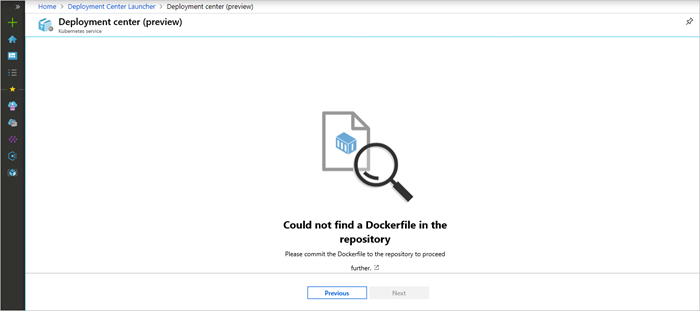 Home > Deployment Center Launcher > Deployment center (preview)
Deployment center (preview)
Kubernetes service
Could not find a Dockerfile in the
repository
Please commit the Dockerfile to the repository to proceed
further.
Previous
Next